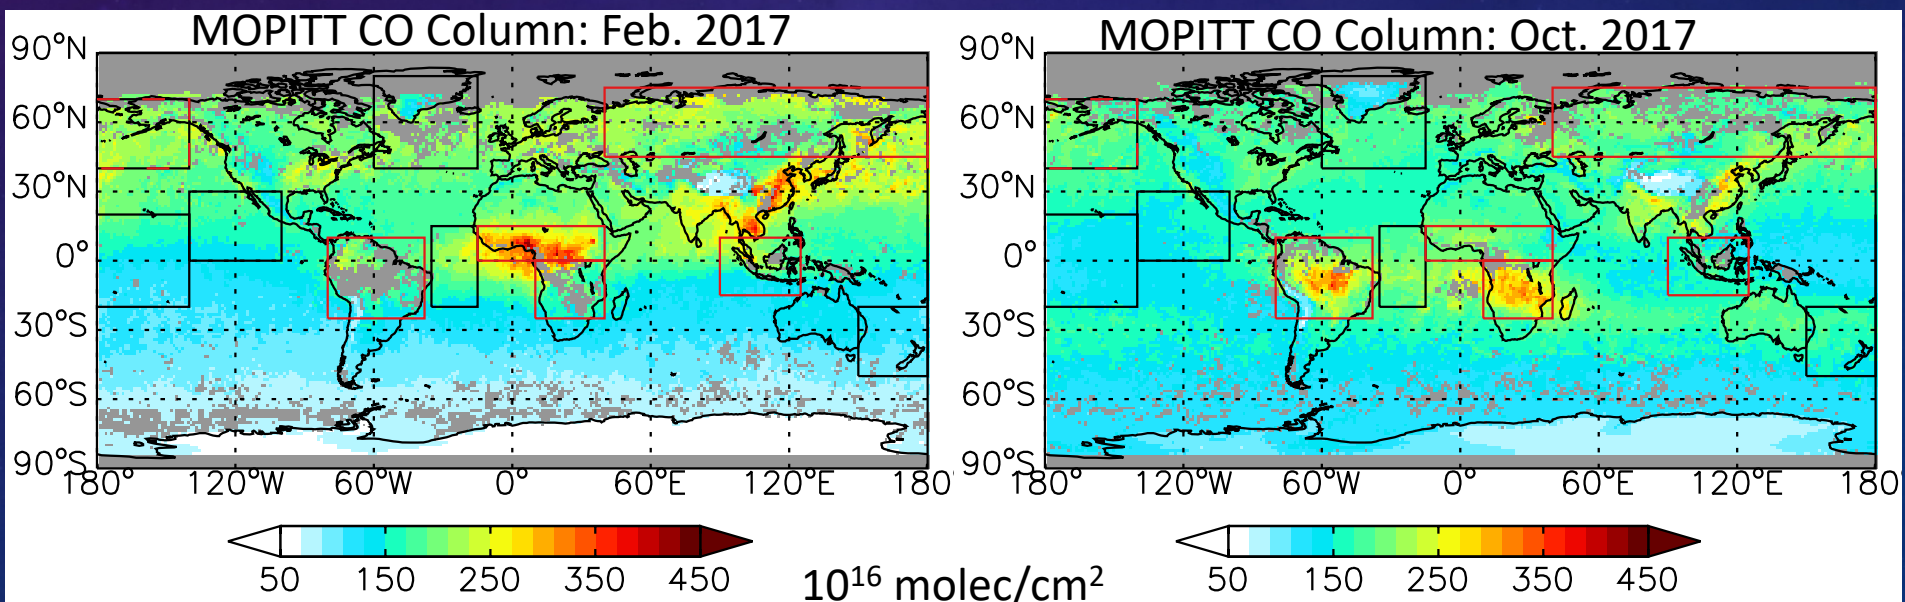 MOPITT CO Column: Feb. 2017
90°N
60°N
30°N
0°
30°S
60°S
90°S
180° 120°W 60°W 0° 60°E 120°E 180°
50 150 250 350 450
MOPITT CO Column: Oct. 2017
90°N
60°N
30°N
0°
30°S
60°S
90°S
180° 120°W 60°W 0° 60°E 120°E 180°
50 150 250 350 450
10¹⁶ molec/cm²